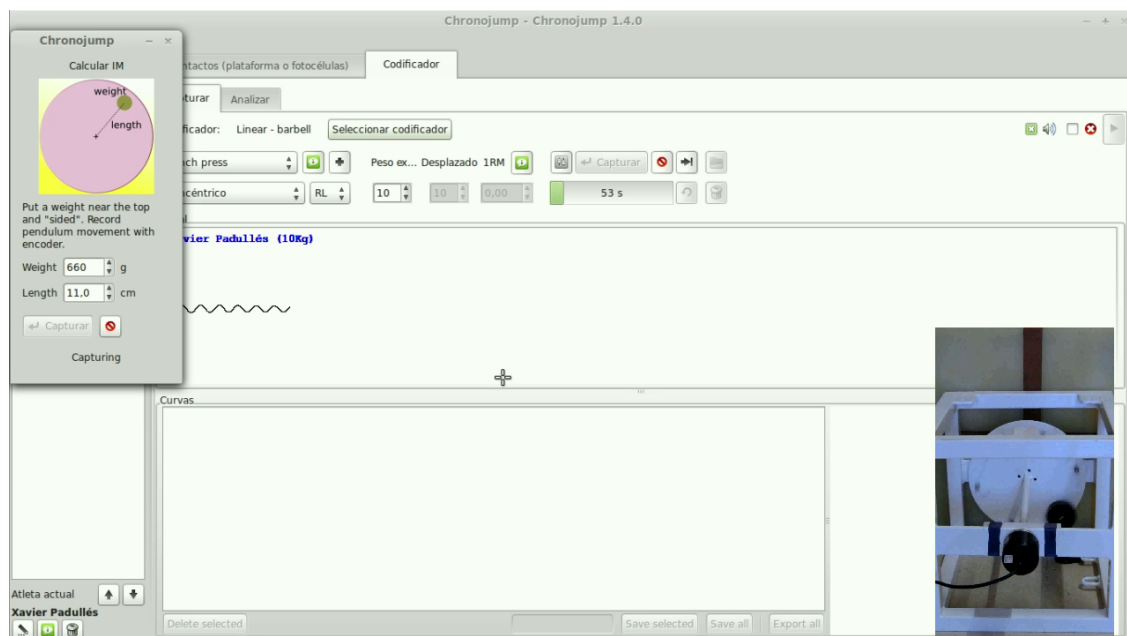 Chronojump - Chronojump 1.4.0
Chronojump
Calcular IM
weight
length
Put a weight near the top
and "sided". Record
pendulum movement with
encoder.
Weight 660 g
Length 11,0 cm
Capturar
Capturing
ntactos (plataforma o fotocélulas) Codificador
turar Analizar
ificador: Linear - barbell Seleccionar codificador
nch press Peso ex... Desplazado 1RM Capturar
céntrico RL 10 10 0,00 53 s
vier Padullés (10Kg)
Curvas
Atleta actual
Xavier Padullés
Delete selected Save selected Save all Export all